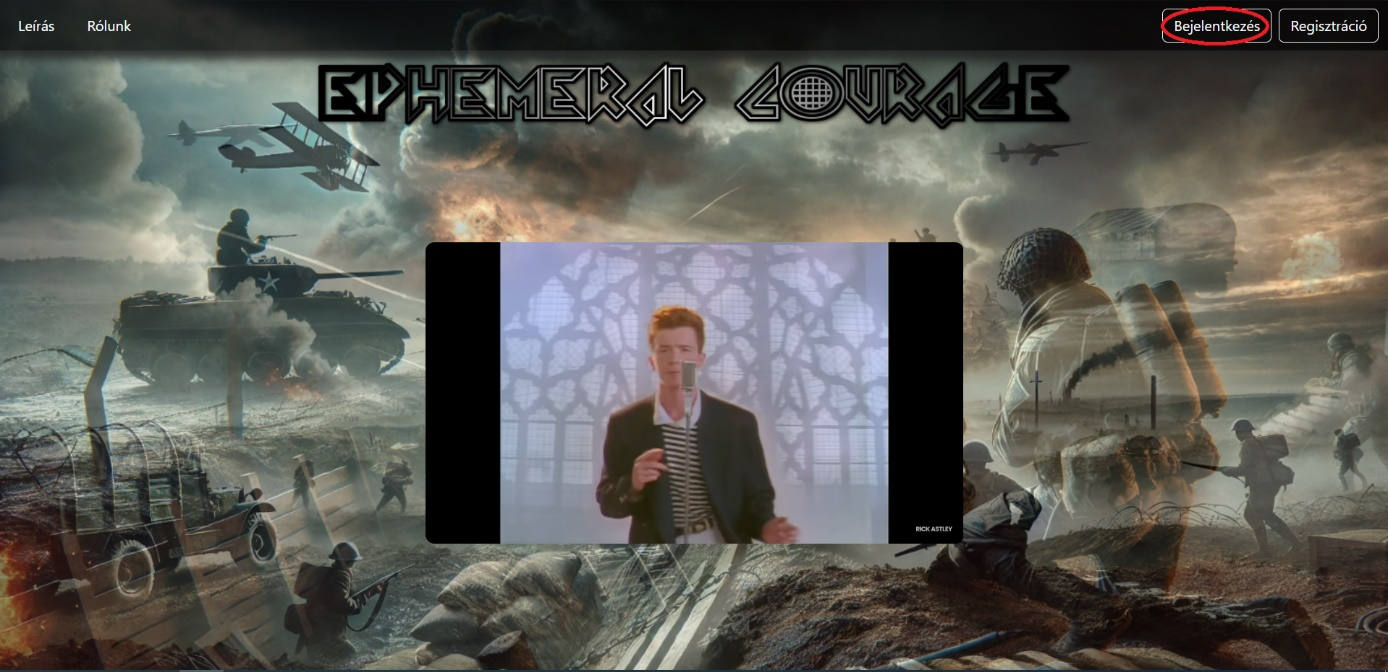 Leírás Rólunk Bejelentkezés Regisztráció
EPHEMERAL COURAGE
RICK ASTLEY